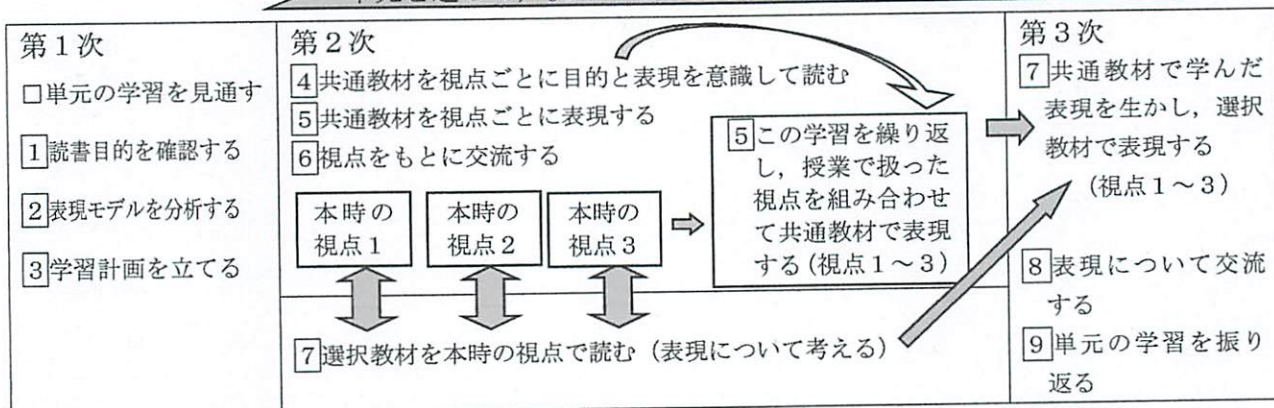 第1次
□単元の学習を見通す
1読書目的を確認する
2表現モデルを分析する
3学習計画を立てる
第2次
4共通教材を視点ごとに目的と表現を意識して読む
5共通教材を視点ごとに表現する
6視点をもとに交流する
本時の
視点1
本時の
視点2
本時の
視点3
5この学習を繰り返
し，授業で扱った
視点を組み合わせ
て共通教材で表現
する（視点1～3）
7選択教材を本時の視点で読む（表現について考える）
第3次
7共通教材で学んだ
表現を生かし，選択
教材で表現する
（視点1～3）
8表現について交流
する
9単元の学習を振り
返る